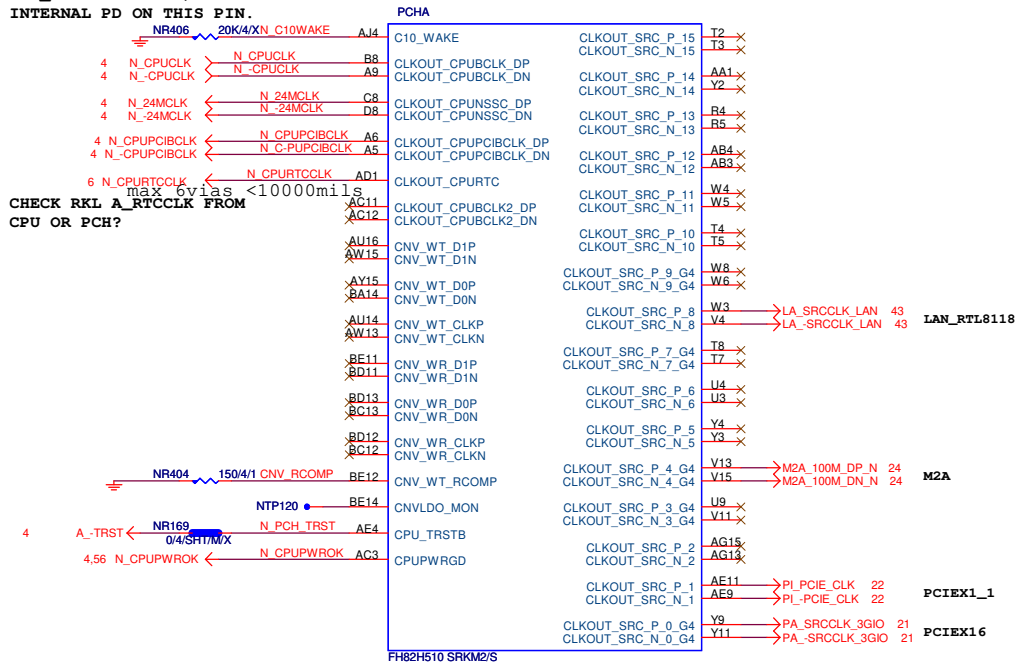 INTERNAL PD ON THIS PIN.
PCHA
NR406 20K/4/X N_C10WAKE AJ4 C10_WAKE
CLKOUT_SRC_P_15 T2
CLKOUT_SRC_N_15 T3
4 N_CPUCLK N_CPUCLK B8 CLKOUT_CPUBCLK_DP
4 N_-CPUCLK N_-CPUCLK A9 CLKOUT_CPUBCLK_DN
CLKOUT_SRC_P_14 AA1
CLKOUT_SRC_N_14 Y2
4 N_24MCLK N_24MCLK C8 CLKOUT_CPUNSSC_DP
4 N_-24MCLK N_-24MCLK D8 CLKOUT_CPUNSSC_DN
CLKOUT_SRC_P_13 R4
CLKOUT_SRC_N_13 R5
4 N_CPUPCIBCLK N_CPUPCIBCLK A6 CLKOUT_CPUPCIBCLK_DP
4 N_-CPUPCIBCLK N_C-PUPCIBCLK A5 CLKOUT_CPUPCIBCLK_DN
CLKOUT_SRC_P_12 AB4
CLKOUT_SRC_N_12 AB3
6 N_CPURTCCLK N_CPURTCCLK AD1 CLKOUT_CPURTC
max 6vias <10000mils
CHECK RKL A_RTCCLK FROM
CPU OR PCH?
CLKOUT_SRC_P_11 W4
CLKOUT_SRC_N_11 W5
AC11 CLKOUT_CPUBCLK2_DP
AC12 CLKOUT_CPUBCLK2_DN
CLKOUT_SRC_P_10 T4
CLKOUT_SRC_N_10 T5
AU16 CNV_WT_D1P
AW15 CNV_WT_D1N
CLKOUT_SRC_P_9_G4 W8
CLKOUT_SRC_N_9_G4 W6
AY15 CNV_WT_D0P
BA14 CNV_WT_D0N
CLKOUT_SRC_P_8 W3 LA_SRCCLK_LAN 43
CLKOUT_SRC_N_8 V4 LA_-SRCCLK_LAN 43
LAN_RTL8118
AU14 CNV_WT_CLKP
AW13 CNV_WT_CLKN
CLKOUT_SRC_P_7_G4 T8
CLKOUT_SRC_N_7_G4 T7
BE11 CNV_WR_D1P
BD11 CNV_WR_D1N
CLKOUT_SRC_P_6 U4
CLKOUT_SRC_N_6 U3
BD13 CNV_WR_D0P
BC13 CNV_WR_D0N
CLKOUT_SRC_P_5 Y4
CLKOUT_SRC_N_5 Y3
BD12 CNV_WR_CLKP
BC12 CNV_WR_CLKN
CLKOUT_SRC_P_4_G4 V13 M2A_100M_DP_N 24
CLKOUT_SRC_N_4_G4 V15 M2A_100M_DN_N 24
M2A
NR404 150/4/1 CNV_RCOMP BE12 CNV_WT_RCOMP
CLKOUT_SRC_P_3_G4 U9
CLKOUT_SRC_N_3_G4 V11
NTP120 BE14 CNVLDO_MON
4 A_-TRST NR169 0/4/SHT/M/X N_PCH_TRST AE4 CPU_TRSTB
CLKOUT_SRC_P_2 AG15
CLKOUT_SRC_N_2 AG13
4,56 N_CPUPWROK N_CPUPWROK AC3 CPUPWRGD
CLKOUT_SRC_P_1 AE11 PI_PCIE_CLK 22
CLKOUT_SRC_N_1 AE9 PI_-PCIE_CLK 22
PCIEX1_1
CLKOUT_SRC_P_0_G4 Y9 PA_SRCCLK_3GIO 21
CLKOUT_SRC_N_0_G4 Y11 PA_-SRCCLK_3GIO 21
PCIEX16
FH82H510 SRKM2/S